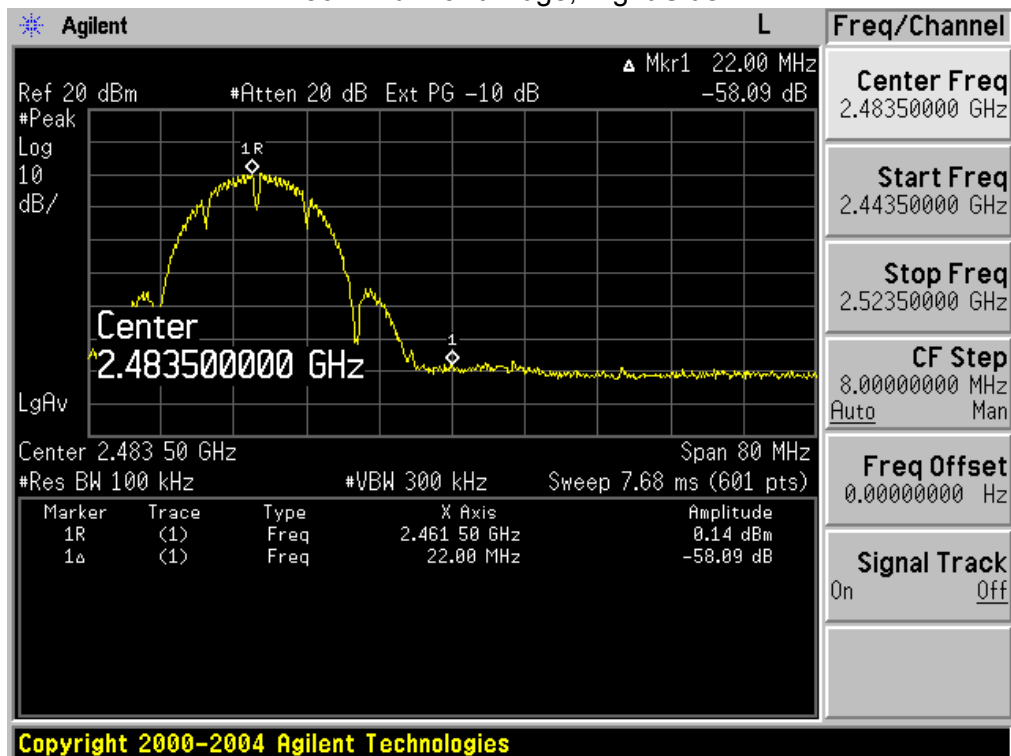 Agilent L Freq/Channel
▵ Mkr1 22.00 MHz
Ref 20 dBm #Atten 20 dB Ext PG −10 dB −58.09 dB
#Peak
Log
10
dB/
1R
1
Center
2.483500000 GHz
LgAv
Center 2.483 50 GHz Span 80 MHz
#Res BW 100 kHz #VBW 300 kHz Sweep 7.68 ms (601 pts)
Marker Trace Type X Axis Amplitude
1R (1) Freq 2.461 50 GHz 0.14 dBm
1▵ (1) Freq 22.00 MHz −58.09 dB
Center Freq
2.48350000 GHz
Start Freq
2.44350000 GHz
Stop Freq
2.52350000 GHz
CF Step
8.00000000 MHz
Auto Man
Freq Offset
0.00000000 Hz
Signal Track
On Off
Copyright 2000–2004 Agilent Technologies